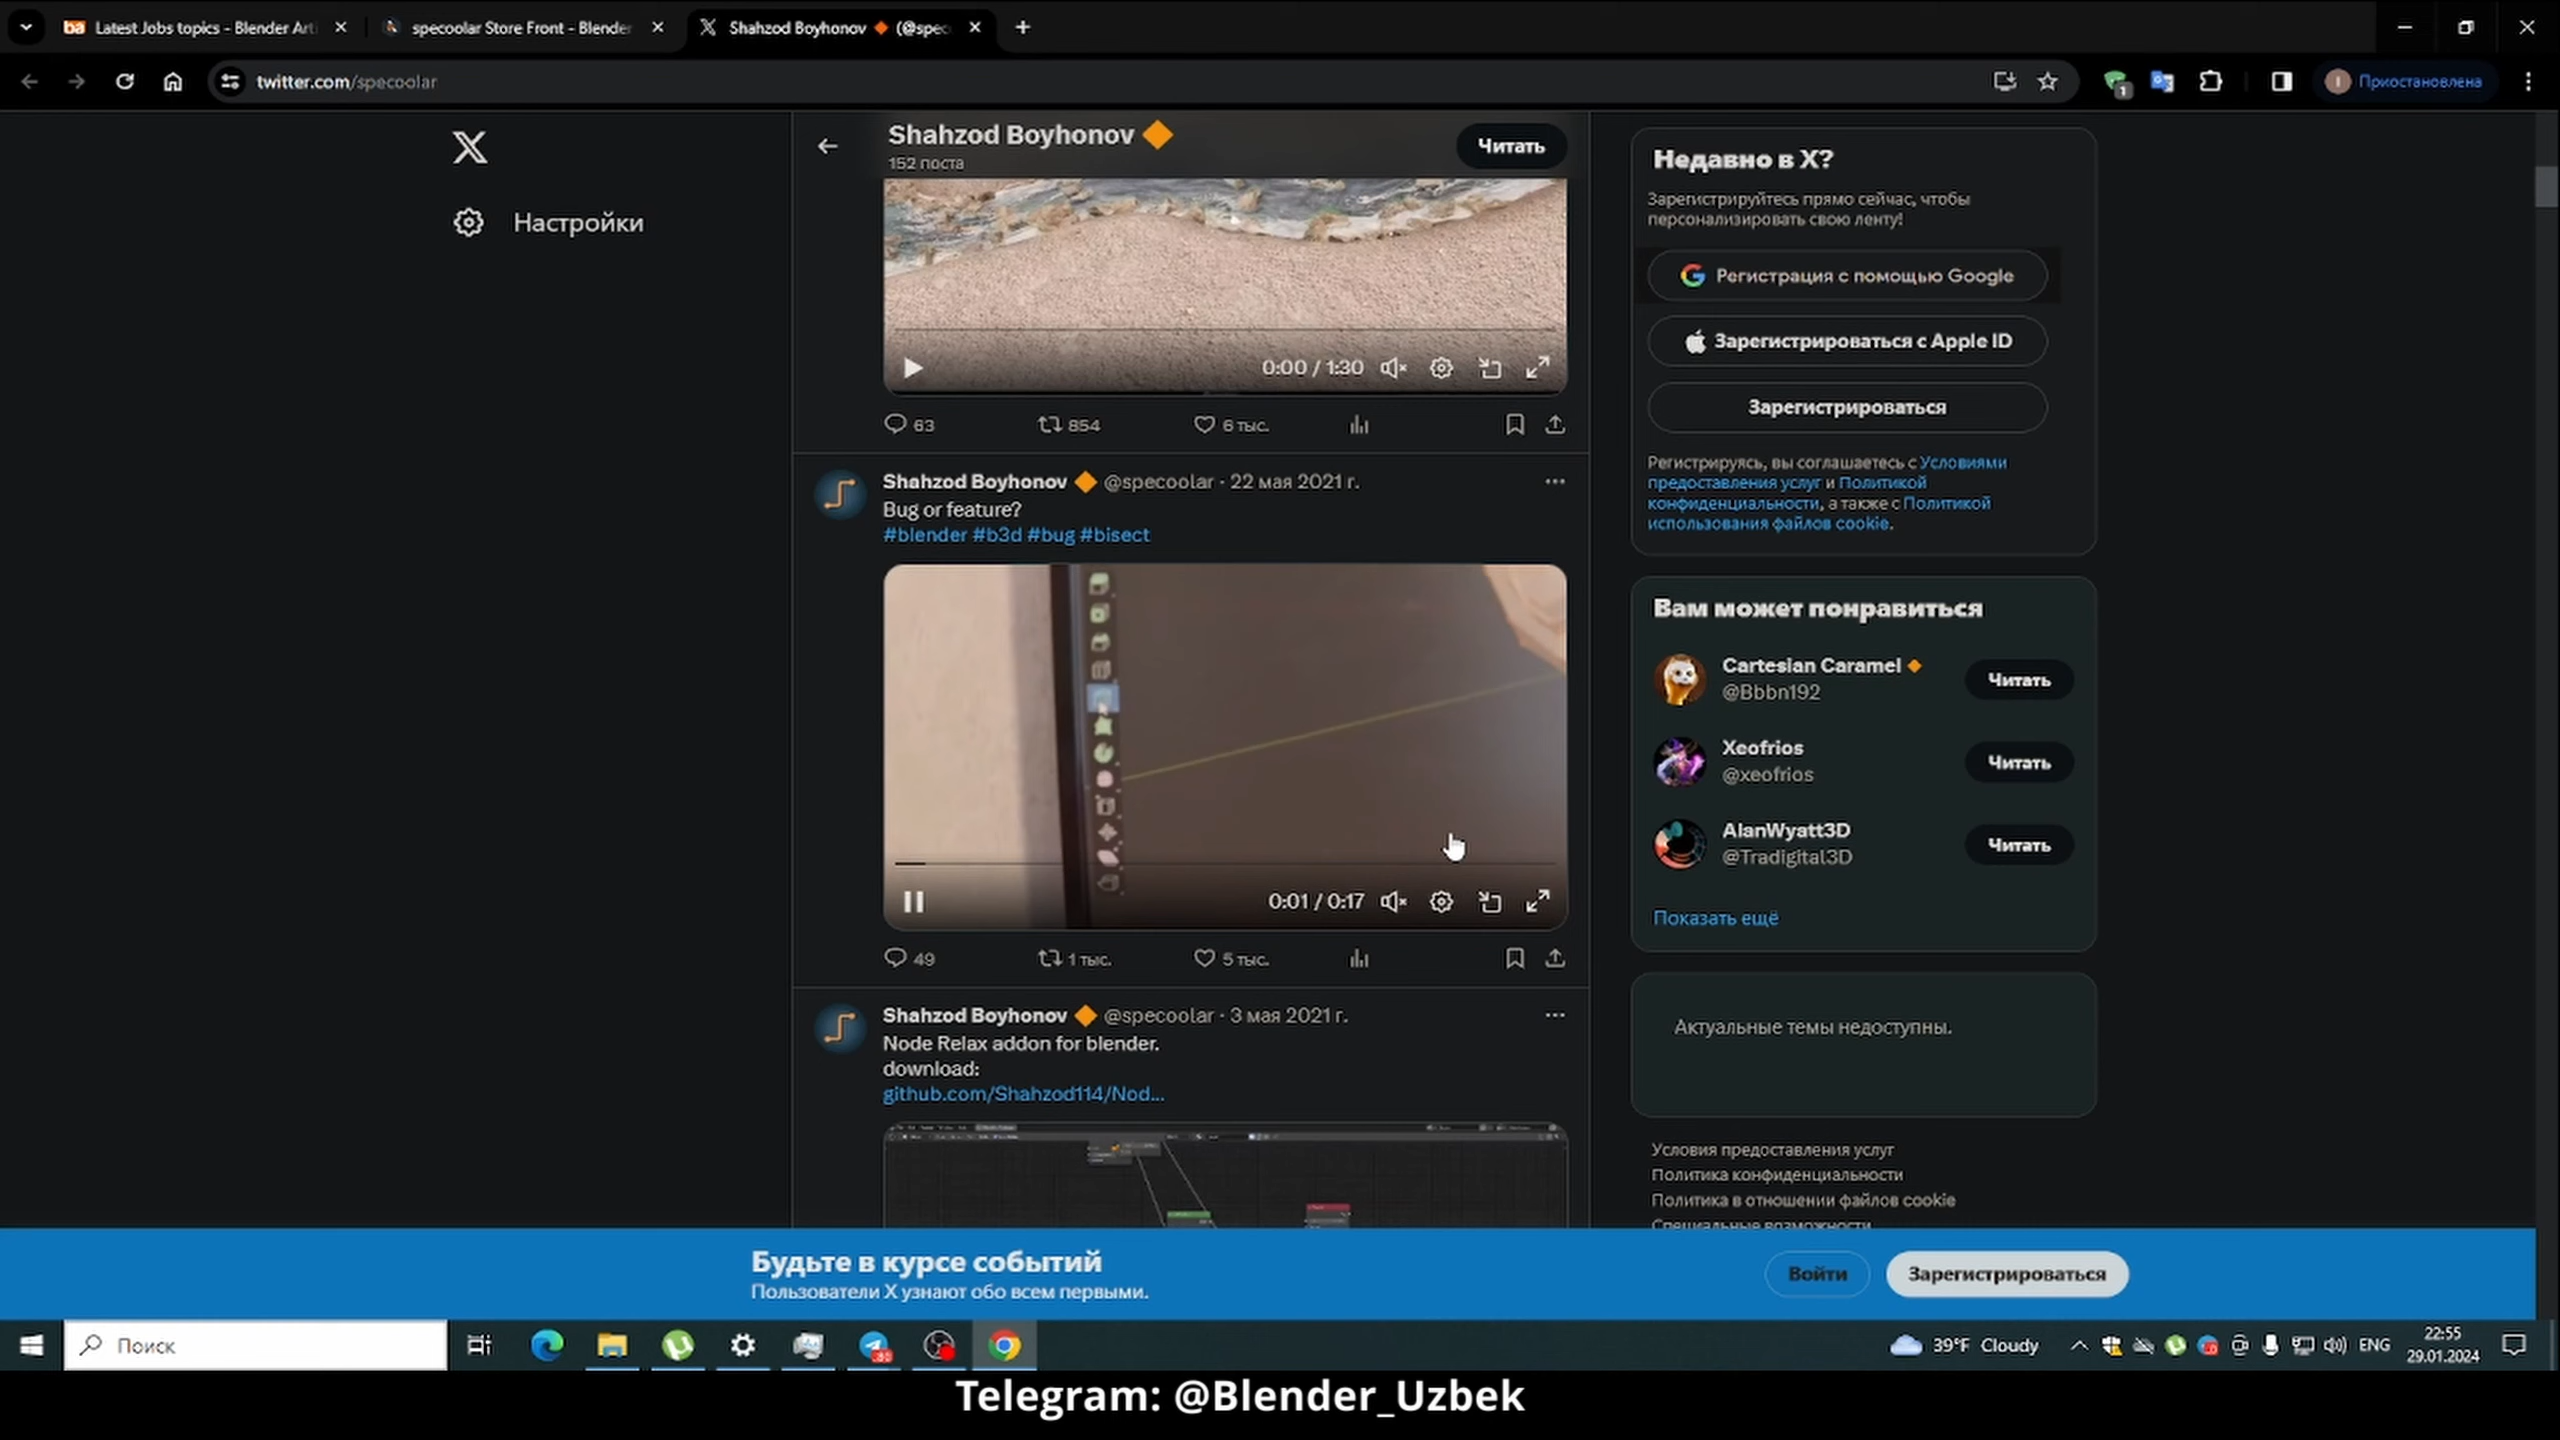 Latest Jobs topics - Blender Art
specoolar Store Front - Blender
Shahzod Boyhonov 🔶 (@spec
twitter.com/specoolar
Приостановлена
Настройки
Shahzod Boyhonov 🔶
152 поста
Читать
0:00 / 1:30
63
854
6 тыс.
Shahzod Boyhonov 🔶 @specoolar · 22 мая 2021 г.
Bug or feature?
#blender #b3d #bug #bisect
0:01 / 0:17
49
1 тыс.
5 тыс.
Shahzod Boyhonov 🔶 @specoolar · 3 мая 2021 г.
Node Relax addon for blender.
download:
github.com/Shahzod114/Nod...
Недавно в X?
Зарегистрируйтесь прямо сейчас, чтобы
персонализировать свою ленту!
Регистрация с помощью Google
Зарегистрироваться с Apple ID
Зарегистрироваться
Регистрируясь, вы соглашаетесь с Условиями
предоставления услуг и Политикой
конфиденциальности, а также с Политикой
использования файлов cookie.
Вам может понравиться
Cartesian Caramel 🔸
@Bbbn192
Читать
Xeofrios
@xeofrios
Читать
AlanWyatt3D
@Tradigital3D
Читать
Показать ещё
Актуальные темы недоступны.
Условия предоставления услуг
Политика конфиденциальности
Политика в отношении файлов cookie
Специальные возможности
Будьте в курсе событий
Пользователи X узнают обо всем первыми.
Войти
Зарегистрироваться
Поиск
39°F Cloudy
ENG
22:55
29.01.2024
Telegram: @Blender_Uzbek